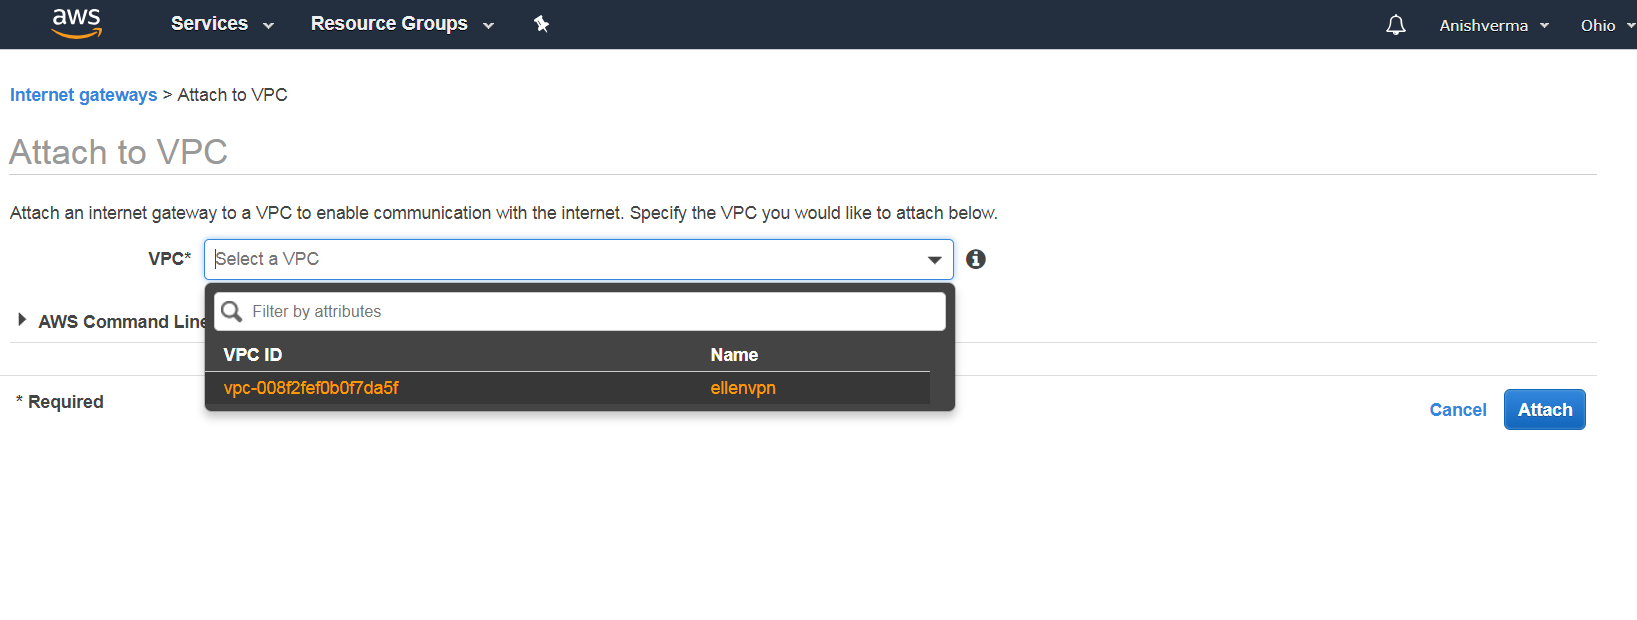 aws Services Resource Groups Anishverma Ohio
Internet gateways > Attach to VPC
Attach to VPC
Attach an internet gateway to a VPC to enable communication with the internet. Specify the VPC you would like to attach below.
VPC* Select a VPC
Filter by attributes
AWS Command Line
VPC ID Name
vpc-008f2fef0b0f7da5f ellenvpn
* Required
Cancel Attach